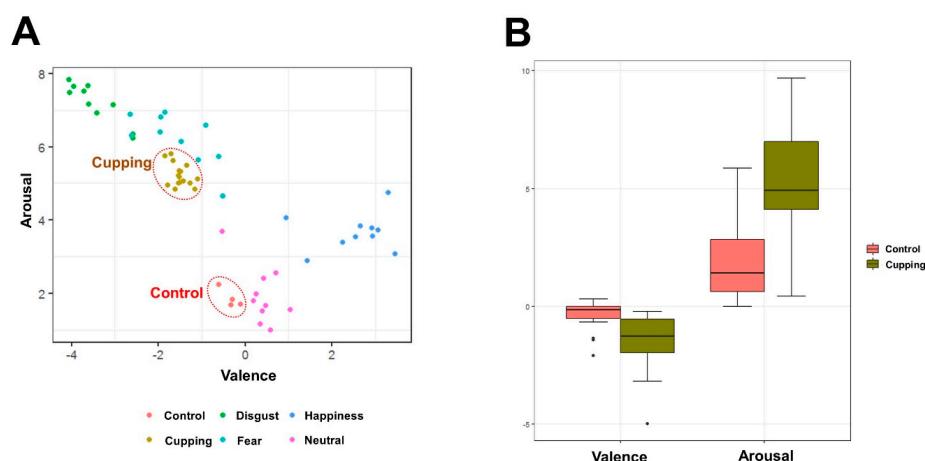 A
B
8
6
4
2
Arousal
Cupping
Control
-4
-2
0
2
Valence
Control
Disgust
Happiness
Cupping
Fear
Neutral
10
5
0
-5
Valence
Arousal
Control
Cupping